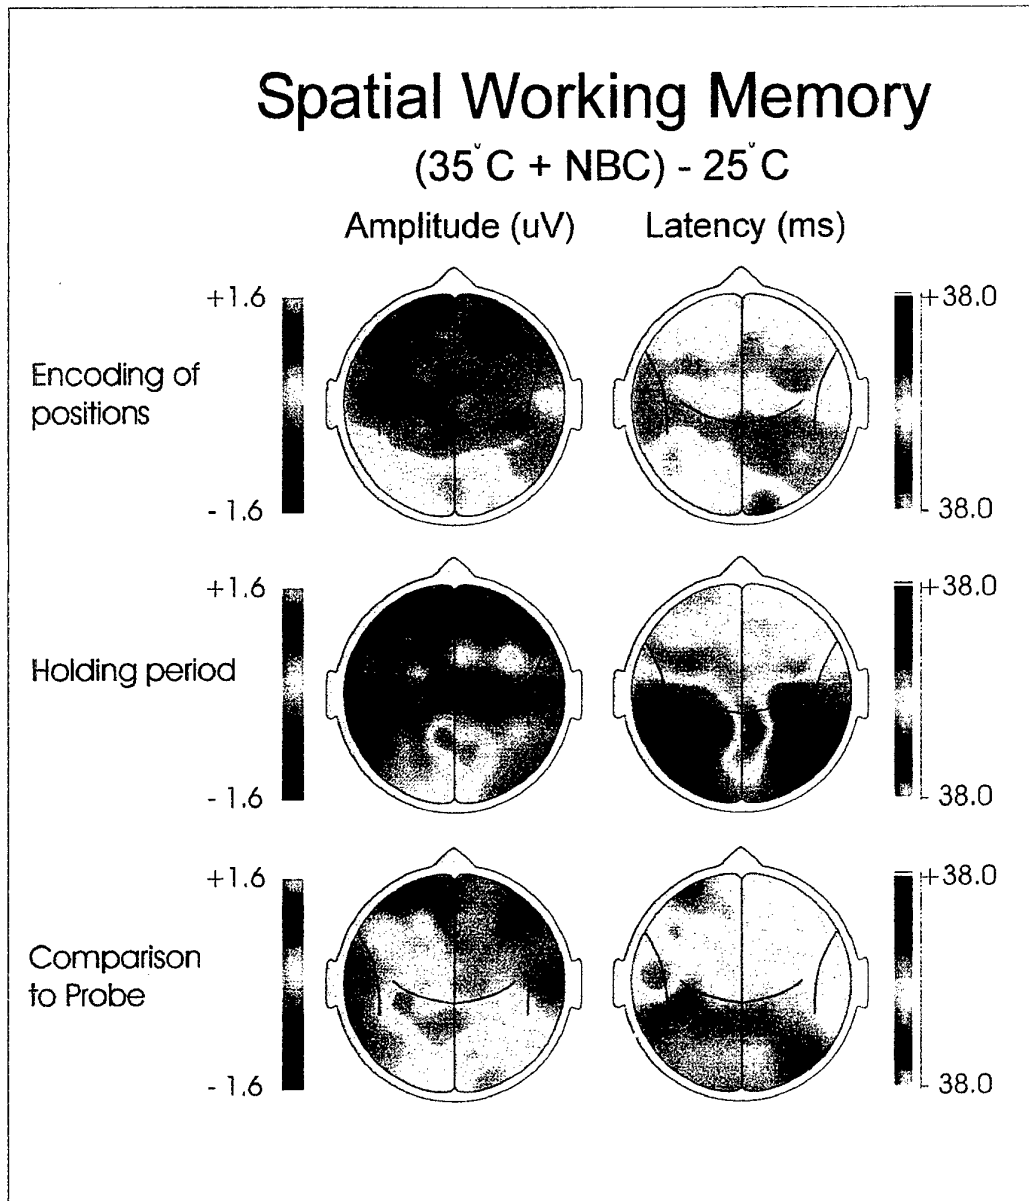 Spatial Working Memory
(35°C + NBC) - 25°C
Amplitude (uV) Latency (ms)
+1.6
+38.0
Encoding of
positions
- 1.6
- 38.0
+1.6
+38.0
Holding period
- 1.6
- 38.0
+1.6
+38.0
Comparison
to Probe
- 1.6
- 38.0